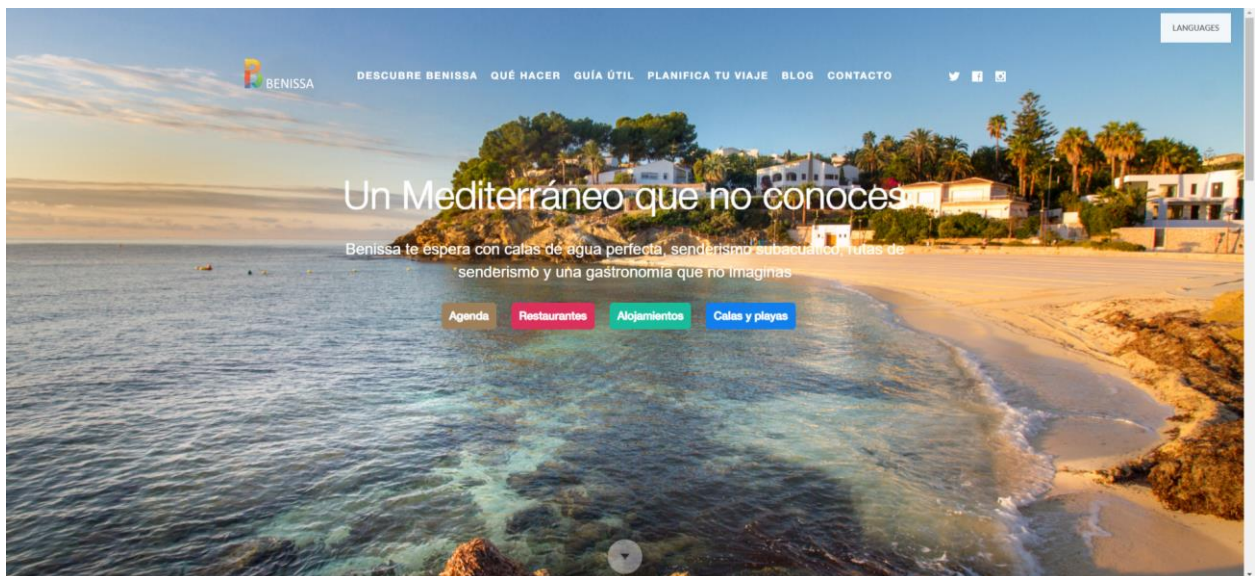 LANGUAGES
BENISSA
DESCUBRE BENISSA QUÉ HACER GUÍA ÚTIL PLANIFICA TU VIAJE BLOG CONTACTO
Un Mediterráneo que no conoces
Benissa te espera con calas de agua perfecta, senderismo subacuático, rutas de
senderismo y una gastronomía que no imaginas
Agenda Restaurantes Alojamientos Calas y playas